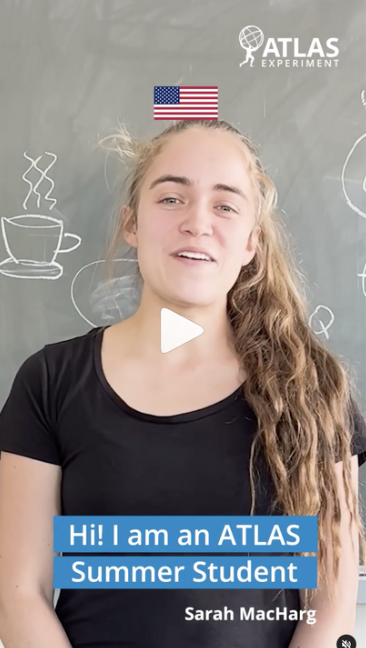 ATLAS
EXPERIMENT
Hi! I am an ATLAS
Summer Student
Sarah MacHarg